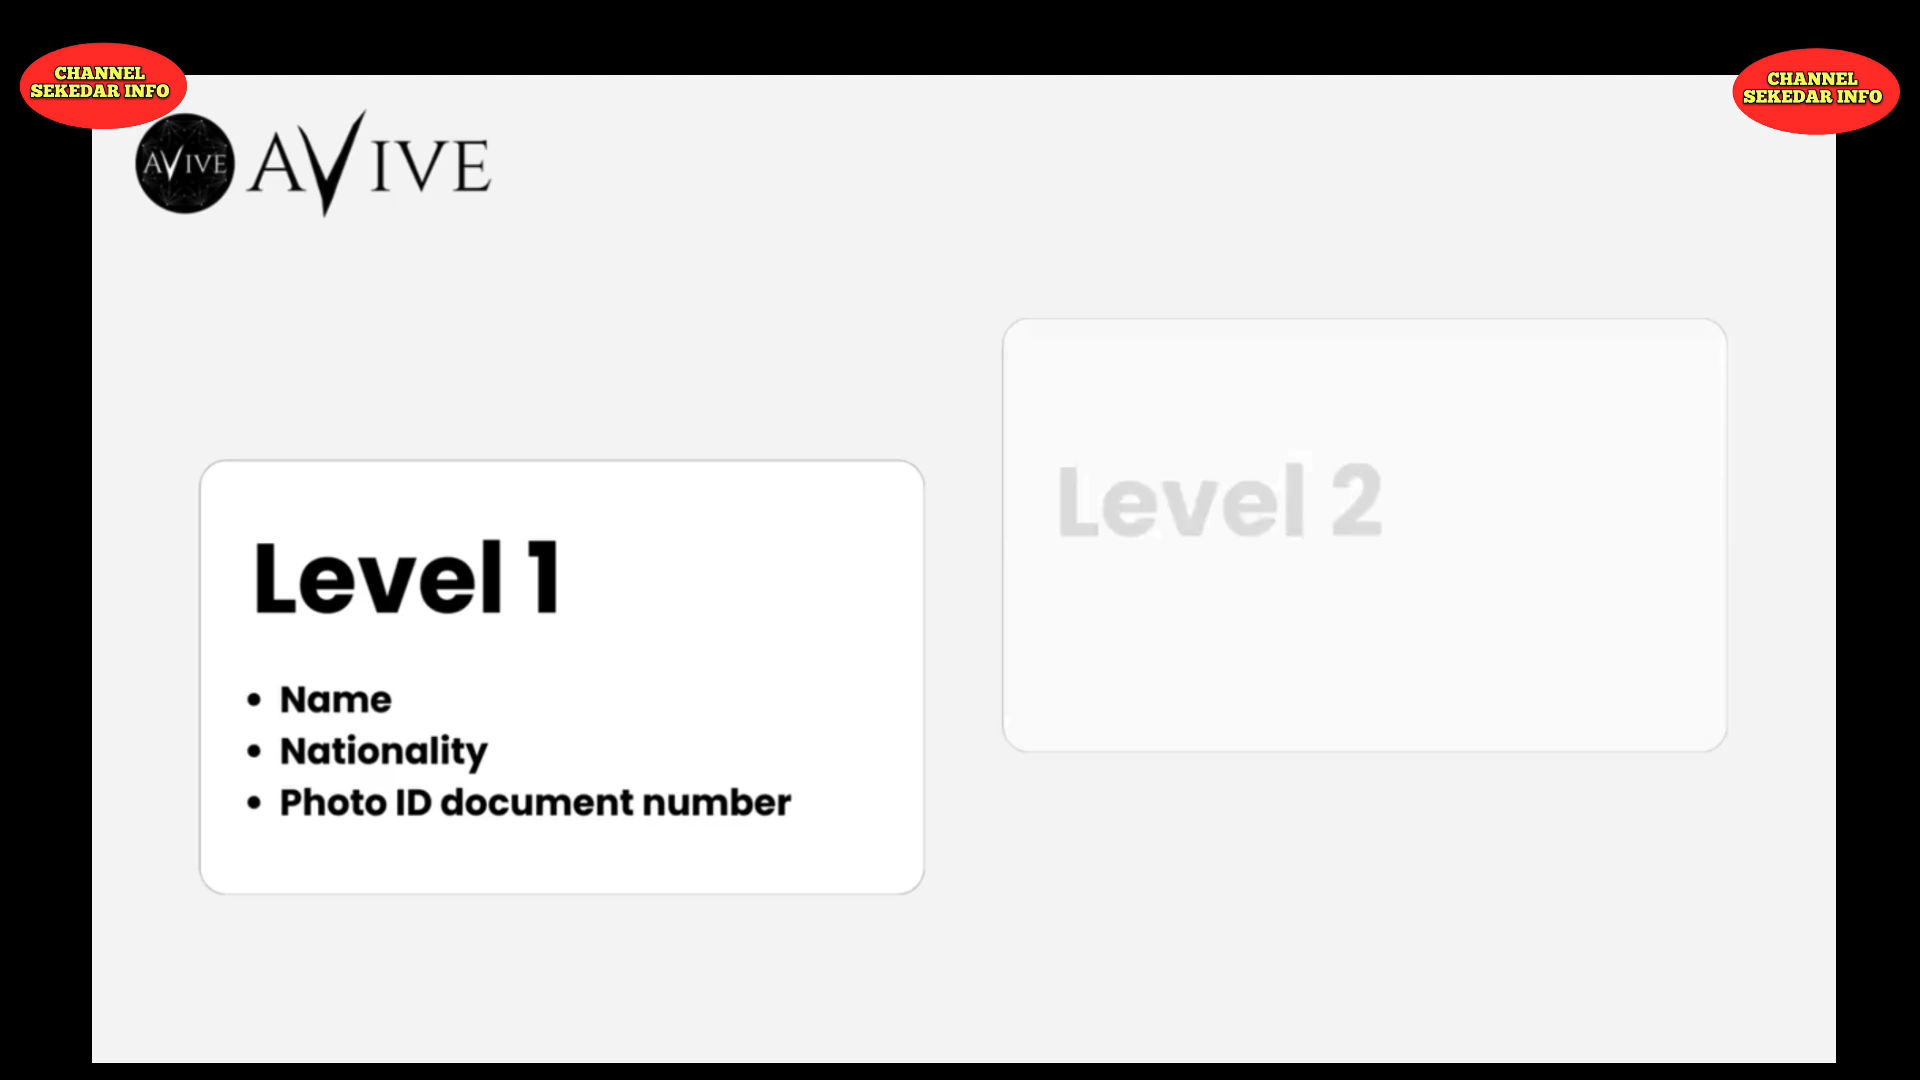 CHANNEL
SEKEDAR INFO
CHANNEL
SEKEDAR INFO
AVIVE
AVIVE
Level 1
• Name
• Nationality
• Photo ID document number
Level 2